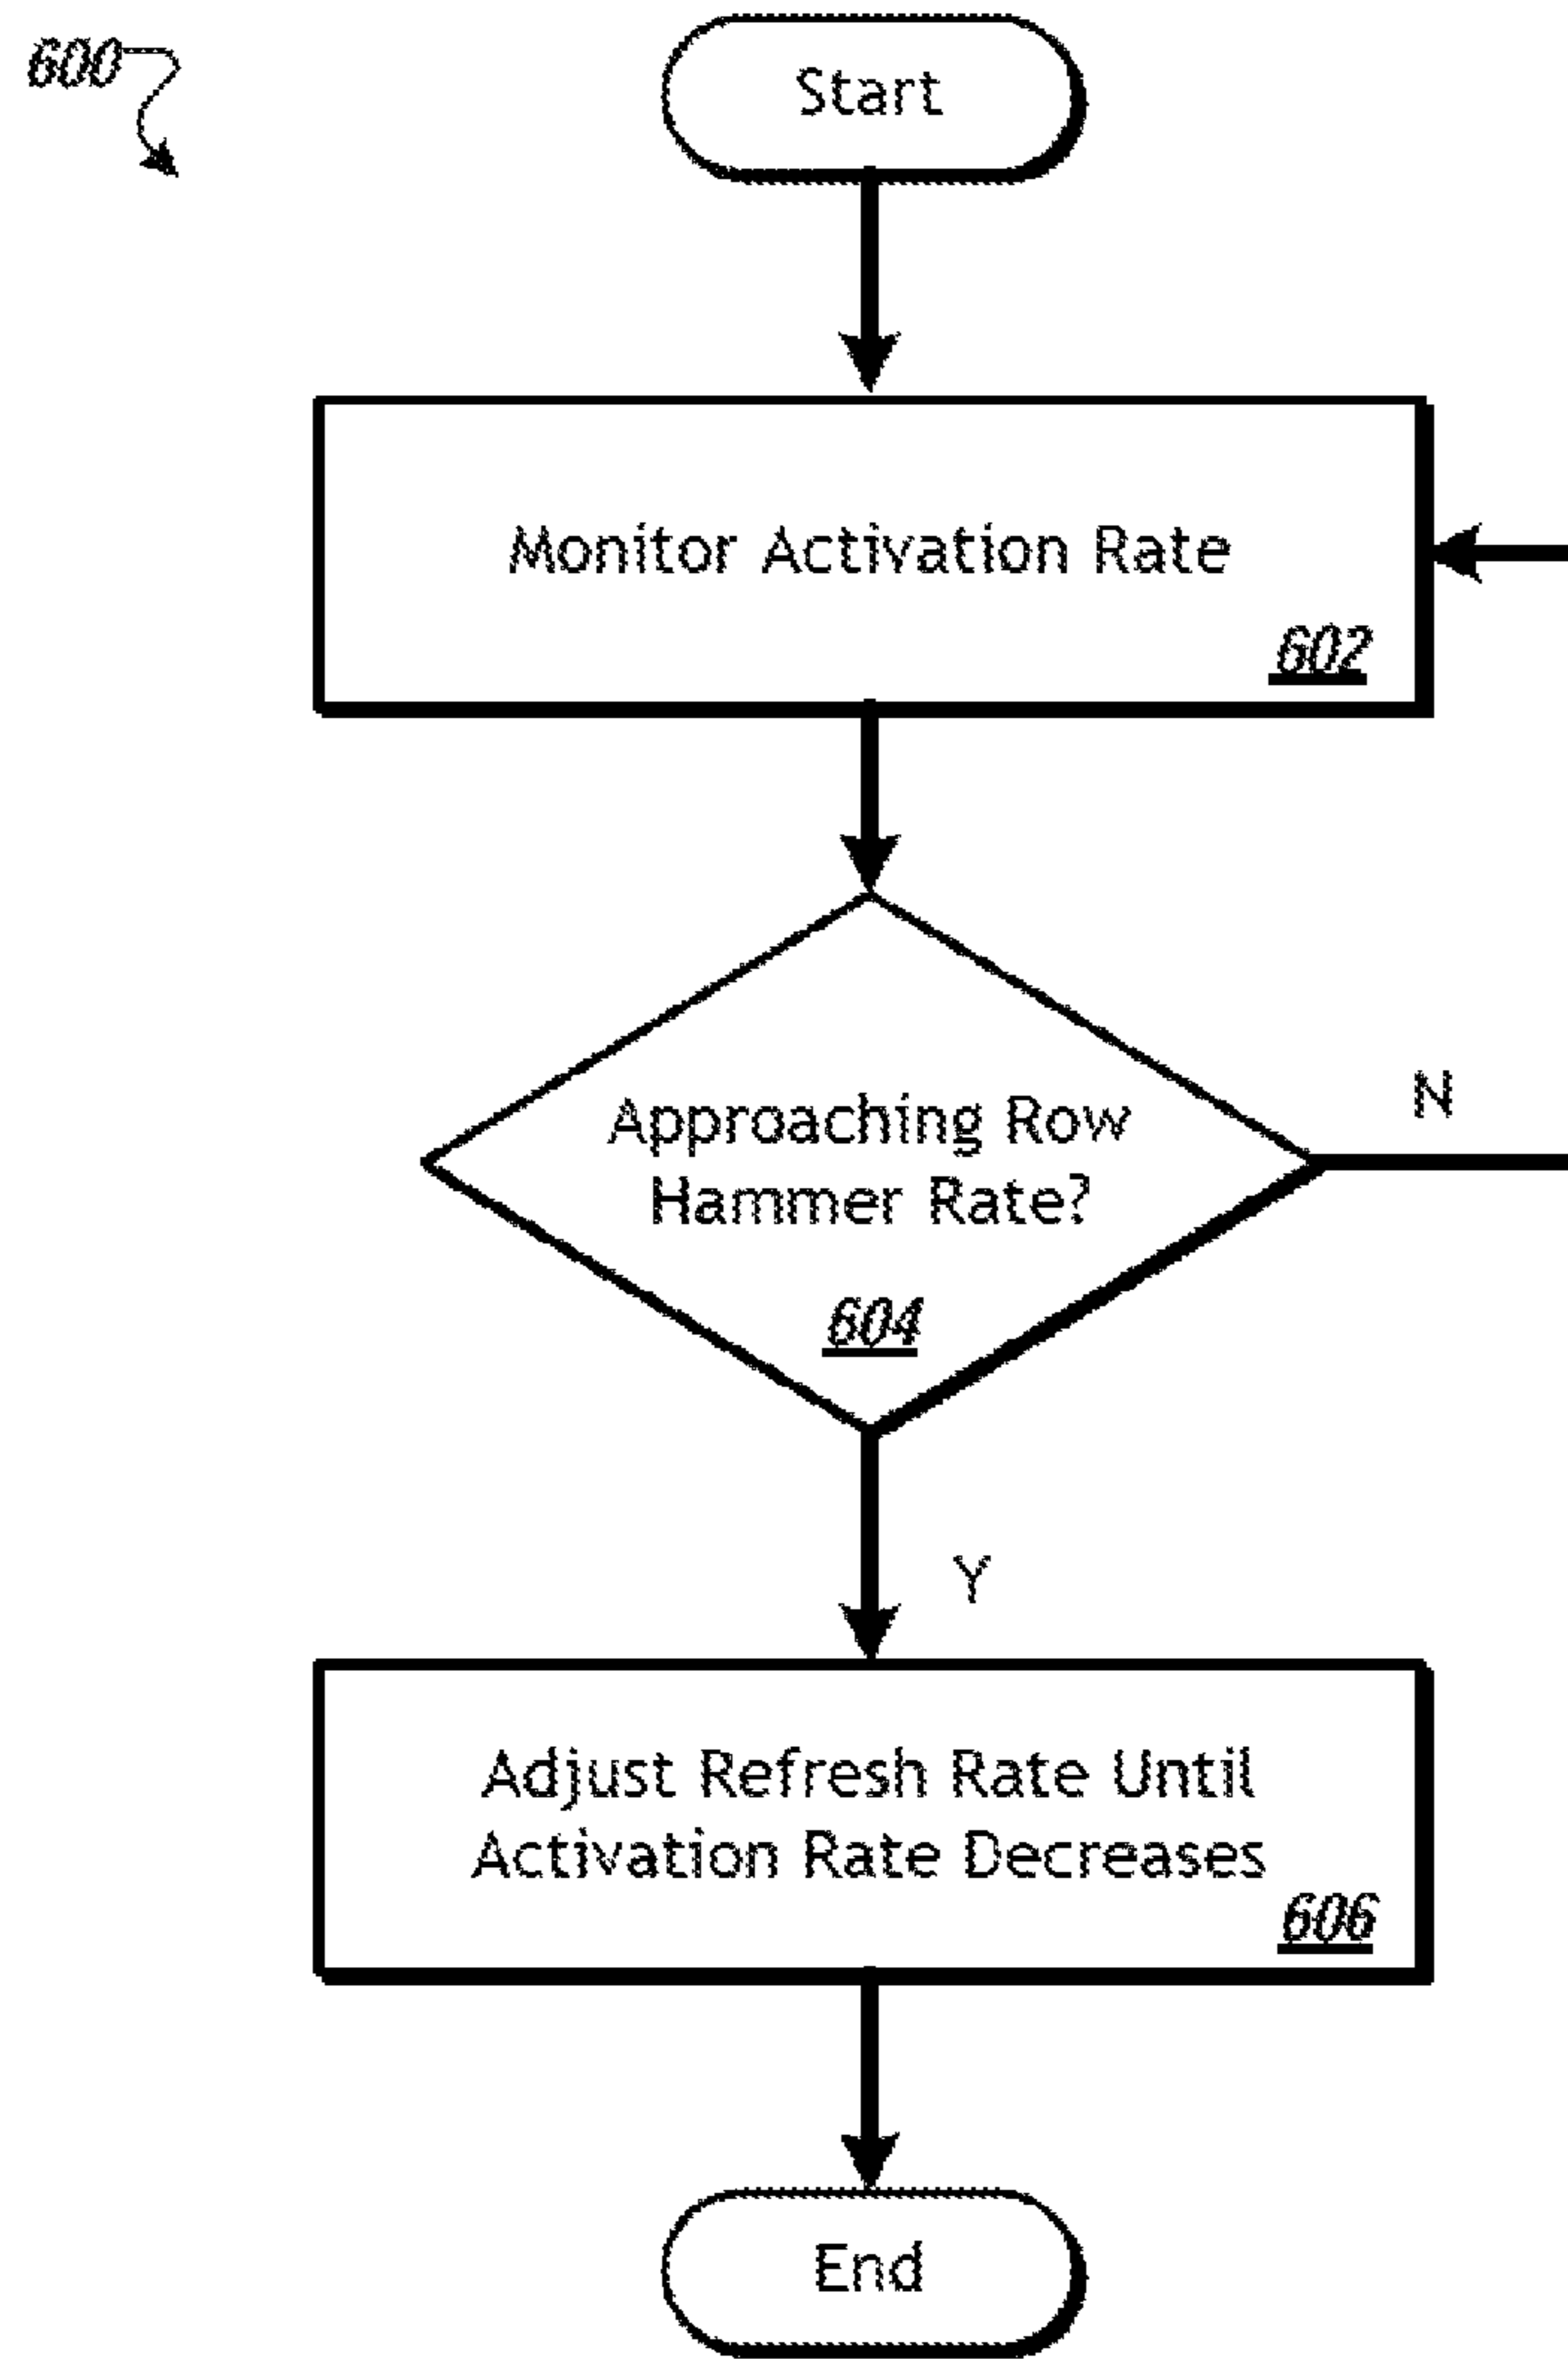 600
Start
Monitor Activation Rate
602
Approaching Row
Hammer Rate?
N
604
Y
Adjust Refresh Rate Until
Activation Rate Decreases
606
End